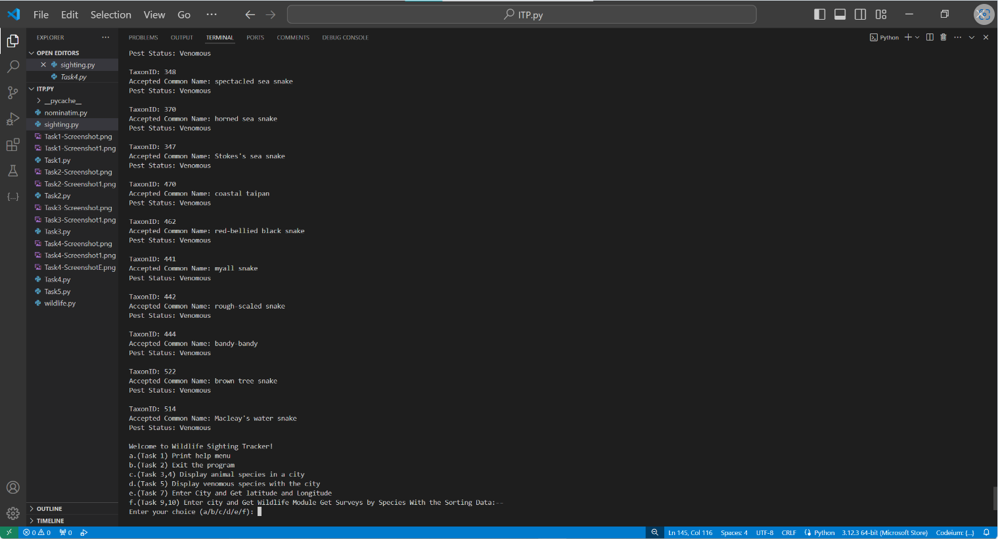 File Edit Selection View Go ··· ITP.py
EXPLORER ···
OPEN EDITORS
sighting.py
Task4.py
ITP.PY
__pycache__
nominatim.py
sighting.py
Task1-Screenshot.png
Task1-Screenshot1.png
Task1.py
Task2-Screenshot.png
Task2-Screenshot1.png
Task2.py
Task3-Screenshot.png
Task3-Screenshot1.png
Task3.py
Task4-Screenshot.png
Task4-Screenshot1.png
Task4-ScreenshotE.png
Task4.py
Task5.py
wildlife.py
OUTLINE
TIMELINE
PROBLEMS OUTPUT TERMINAL PORTS COMMENTS DEBUG CONSOLE Python
Pest Status: Venomous
TaxonID: 348
Accepted Common Name: spectacled sea snake
Pest Status: Venomous
TaxonID: 370
Accepted Common Name: horned sea snake
Pest Status: Venomous
TaxonID: 347
Accepted Common Name: Stokes's sea snake
Pest Status: Venomous
TaxonID: 470
Accepted Common Name: coastal taipan
Pest Status: Venomous
TaxonID: 462
Accepted Common Name: red-bellied black snake
Pest Status: Venomous
TaxonID: 441
Accepted Common Name: myall snake
Pest Status: Venomous
TaxonID: 442
Accepted Common Name: rough-scaled snake
Pest Status: Venomous
TaxonID: 444
Accepted Common Name: bandy-bandy
Pest Status: Venomous
TaxonID: 522
Accepted Common Name: brown tree snake
Pest Status: Venomous
TaxonID: 514
Accepted Common Name: Macleay's water snake
Pest Status: Venomous
Welcome to Wildlife Sighting Tracker!
a.(Task 1) Print help menu
b.(Task 2) Exit the program
c.(Task 3,4) Display animal species in a city
d.(Task 5) Display venomous species with the city
e.(Task 7) Enter City and Get latitude and Longitude
f.(Task 9,10) Enter city and Get Wildlife Module Get Surveys by Species With the Sorting Data:--
Enter your choice (a/b/c/d/e/f):
0 0 0 Ln 145, Col 116 Spaces: 4 UTF-8 CRLF Python 3.12.3 64-bit (Microsoft Store) Codeium: {...}